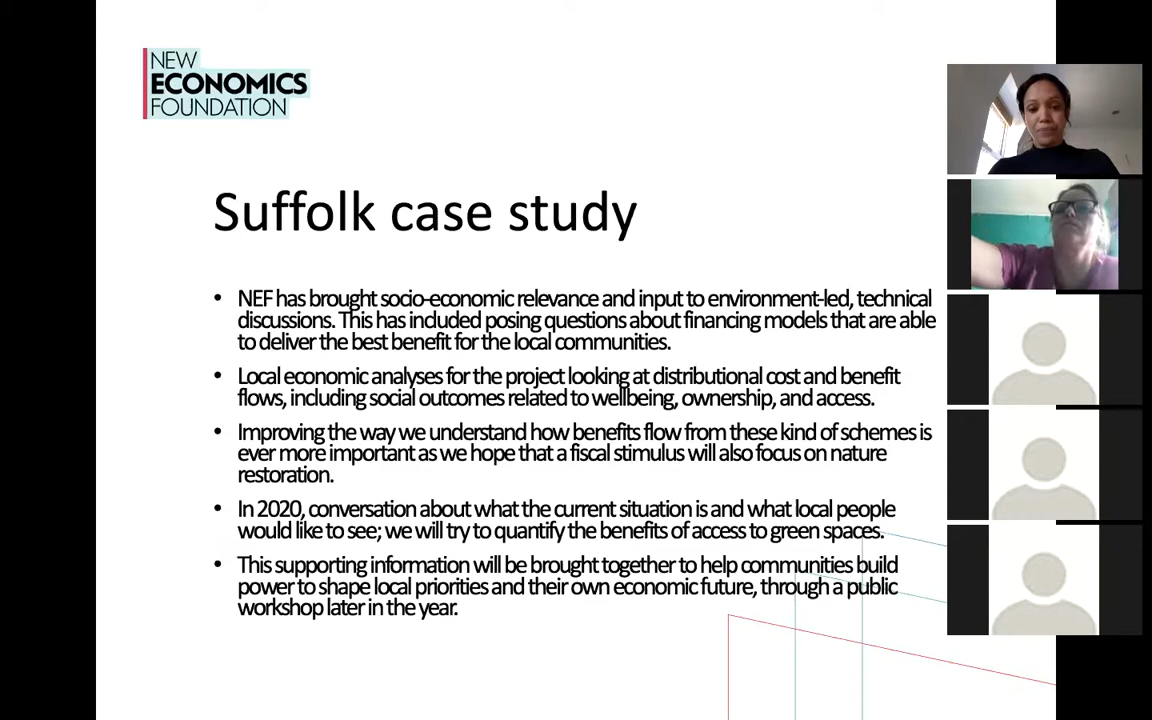 NEW
ECONOMICS
FOUNDATION
Suffolk case study
• NEF has brought socio-economic relevance and input to environment-led, technical
discussions. This has included posing questions about financing models that are able
to deliver the best benefit for the local communities.
• Local economic analyses for the project looking at distributional cost and benefit
flows, including social outcomes related to wellbeing, ownership, and access.
• Improving the way we understand how benefits flow from these kind of schemes is
ever more important as we hope that a fiscal stimulus will also focus on nature
restoration.
• In 2020, conversation about what the current situation is and what local people
would like to see; we will try to quantify the benefits of access to green spaces.
• This supporting information will be brought together to help communities build
power to shape local priorities and their own economic future, through a public
workshop later in the year.